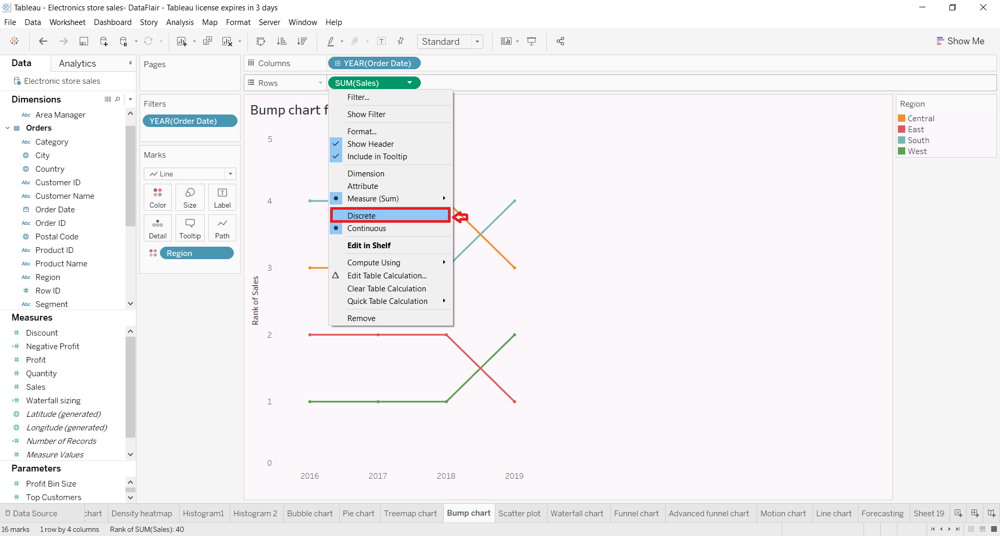 Tableau - Electronics store sales- DataFlair - Tableau license expires in 3 days
File Data Worksheet Dashboard Story Analysis Map Format Server Window Help
Standard
Show Me
Data Analytics
Electronic store sales
Dimensions
Abc Area Manager
Orders
Abc Category
City
Country
Abc Customer ID
Abc Customer Name
Order Date
Abc Order ID
Postal Code
Abc Product ID
Abc Product Name
Abc Region
# Row ID
Abc Segment
Measures
# Discount
=# Negative Profit
# Profit
# Quantity
# Sales
=# Waterfall sizing
Latitude (generated)
Longitude (generated)
=# Number of Records
# Measure Values
Parameters
# Profit Bin Size
# Top Customers
Pages
Filters
YEAR(Order Date)
Marks
Line
Color Size Label
Detail Tooltip Path
Region
Columns YEAR(Order Date)
Rows SUM(Sales)
Bump chart f
Filter...
Show Filter
Format...
Show Header
Include in Tooltip
Dimension
Attribute
Measure (Sum)
Discrete
Continuous
Edit in Shelf
Compute Using
Edit Table Calculation...
Clear Table Calculation
Quick Table Calculation
Remove
Rank of Sales
5
4
3
2
1
0
2016 2017 2018 2019
Region
Central
East
South
West
Data Source chart Density heatmap Histogram1 Histogram 2 Bubble chart Pie chart Treemap chart Bump chart Scatter plot Waterfall chart Funnel chart Advanced funnel chart Motion chart Line chart Forecasting Sheet 19
16 marks 1 row by 4 columns Rank of SUM(Sales): 40